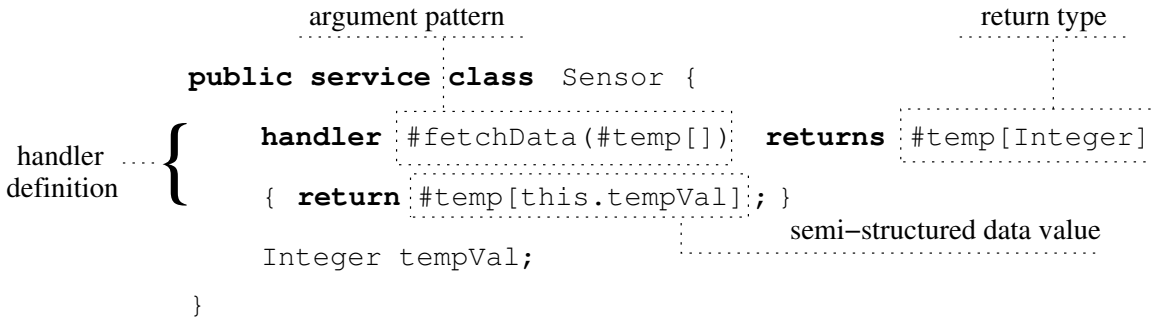 argument pattern return type
public service class Sensor {
handler #fetchData(#temp[]) returns #temp[Integer]
handler definition
{ return #temp[this.tempVal]; }
semi−structured data value
Integer tempVal;
}